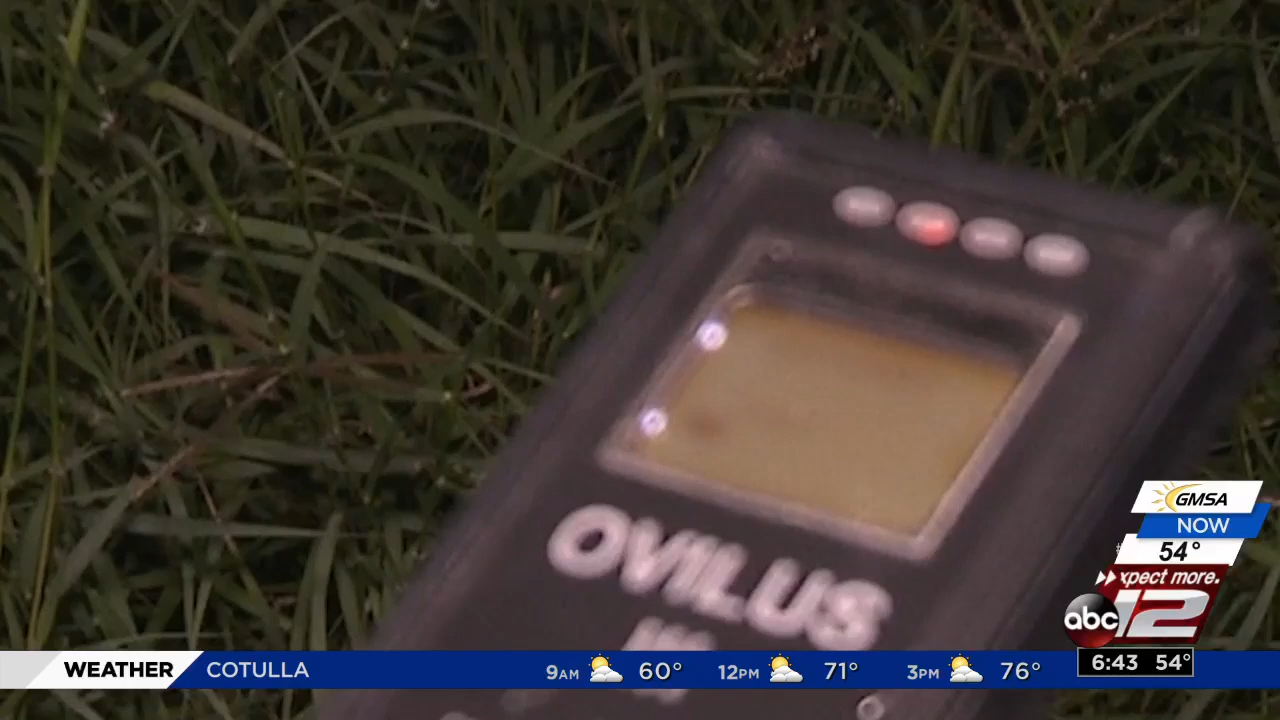 OVILUS
III
GMSA
NOW
54°
xpect more.
abc 12
6:43 54°
WEATHER COTULLA 9AM 60° 12PM 71° 3PM 76°